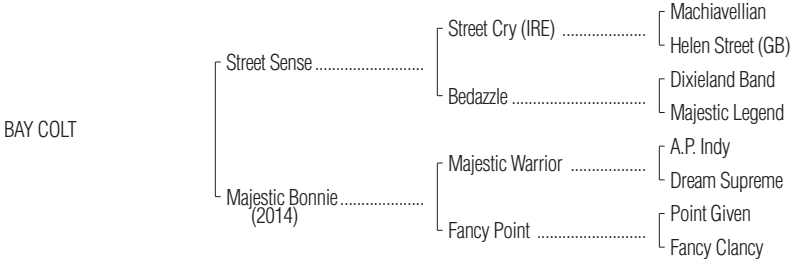 Machiavellian
Street Cry (IRE) ....................
Helen Street (GB)
Street Sense ..........................
Dixieland Band
Bedazzle ................................
Majestic Legend
BAY COLT
A.P. Indy
Majestic Warrior ..................
Dream Supreme
Majestic Bonnie ....................
(2014)
Point Given
Fancy Point ..........................
Fancy Clancy